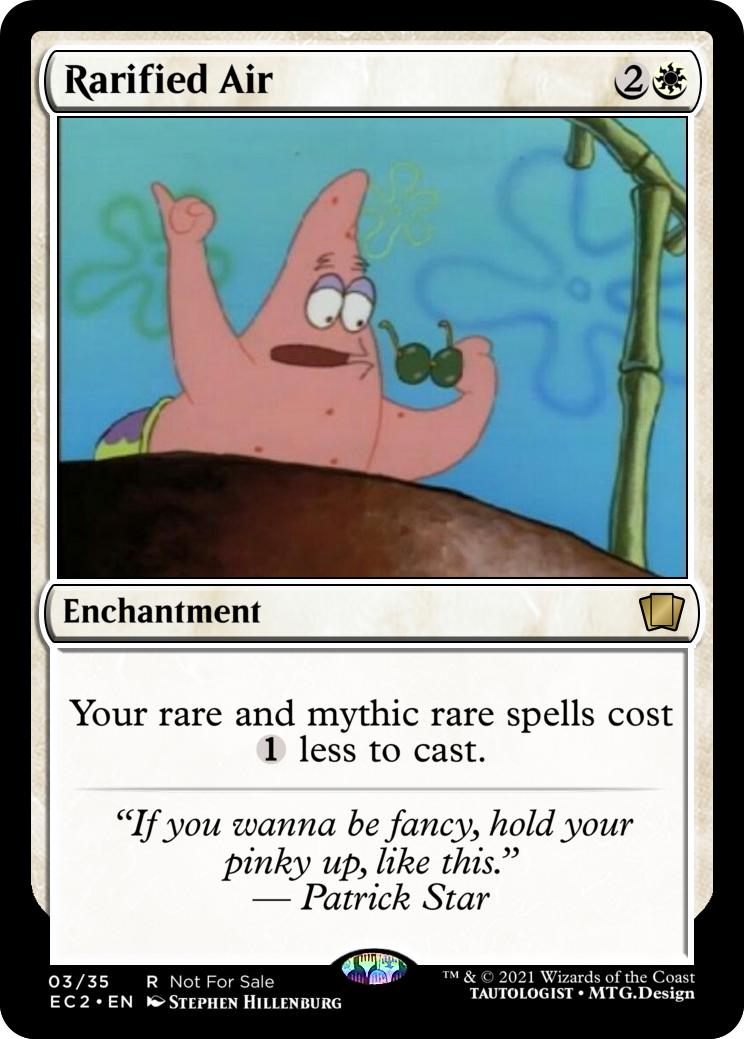 Rarified Air 2
Enchantment
Your rare and mythic rare spells cost
1 less to cast.
“If you wanna be fancy, hold your
pinky up, like this.”
— Patrick Star
03/35 R Not For Sale
EC2 • EN Stephen Hillenburg
™ & © 2021 Wizards of the Coast
TAUTOLOGIST • MTG.Design